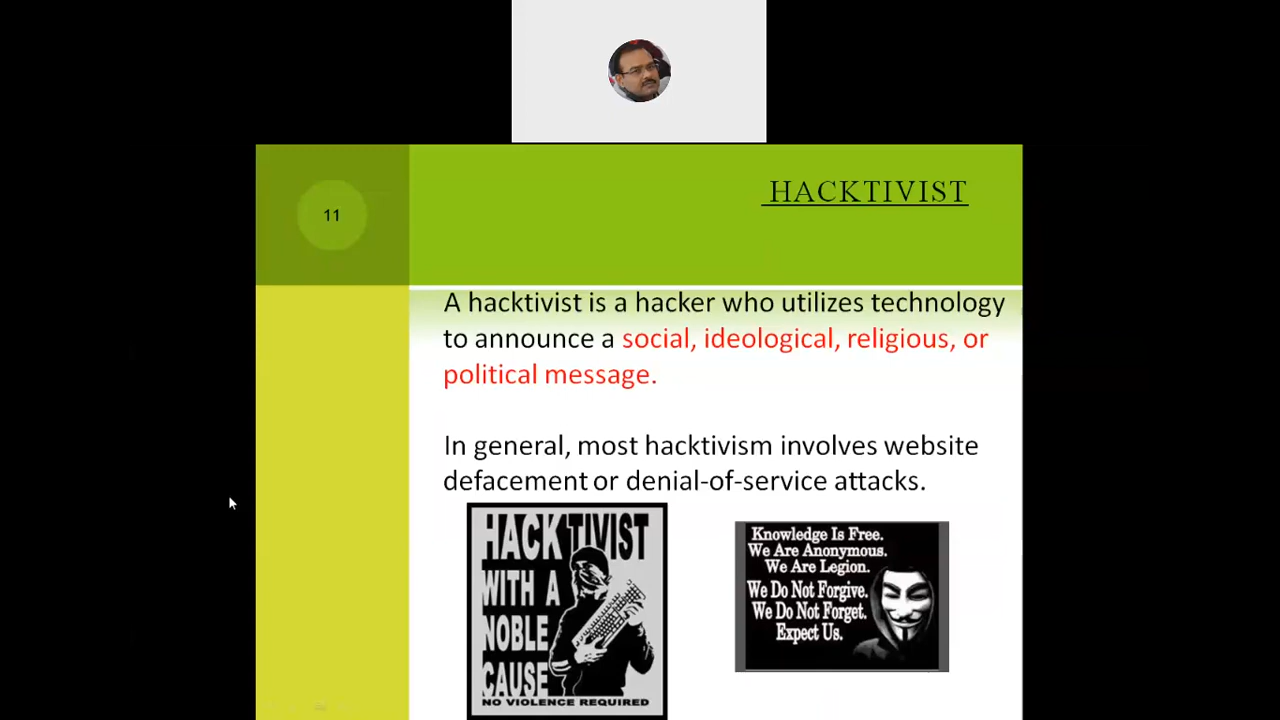 11
HACKTIVIST
A hacktivist is a hacker who utilizes technology
to announce a social, ideological, religious, or
political message.
In general, most hacktivism involves website
defacement or denial-of-service attacks.
HACKTIVIST
WITH A
NOBLE
CAUSE
NO VIOLENCE REQUIRED
Knowledge Is Free.
We Are Anonymous.
We Are Legion.
We Do Not Forgive.
We Do Not Forget.
Expect Us.